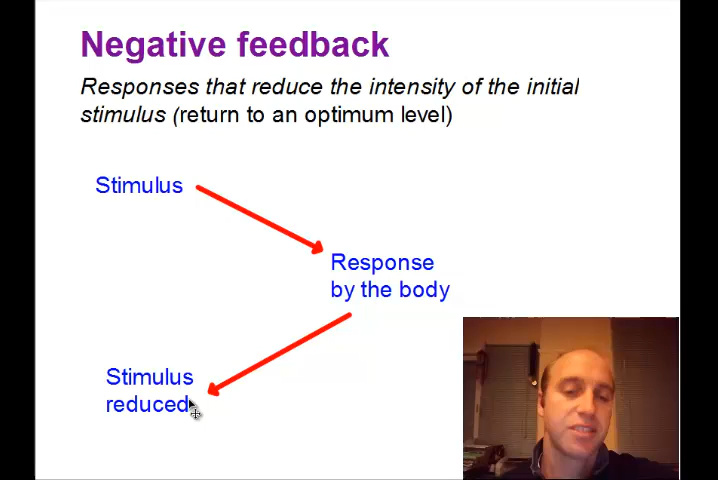 Negative feedback
Responses that reduce the intensity of the initial
stimulus (return to an optimum level)
Stimulus
Response
by the body
Stimulus
reduced